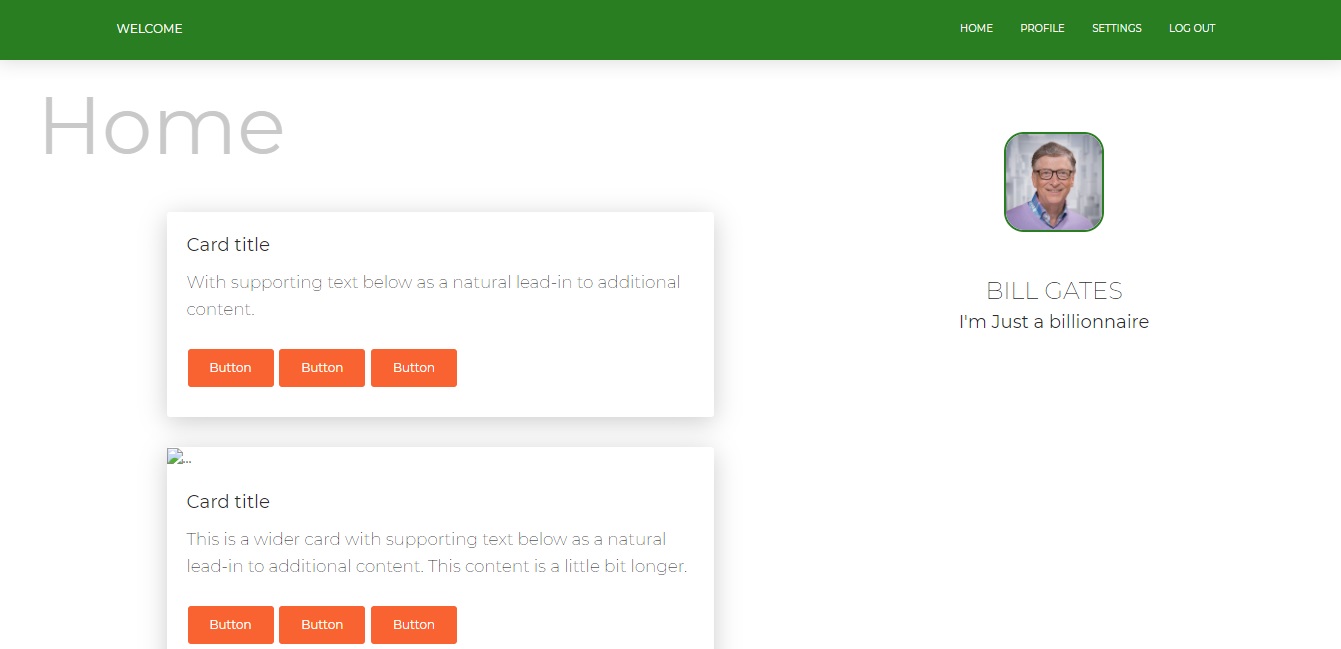 WELCOME
HOME PROFILE SETTINGS LOG OUT
Home
Card title
With supporting text below as a natural lead-in to additional
content.
Button Button Button
...
Card title
This is a wider card with supporting text below as a natural
lead-in to additional content. This content is a little bit longer.
Button Button Button
BILL GATES
I'm Just a billionnaire